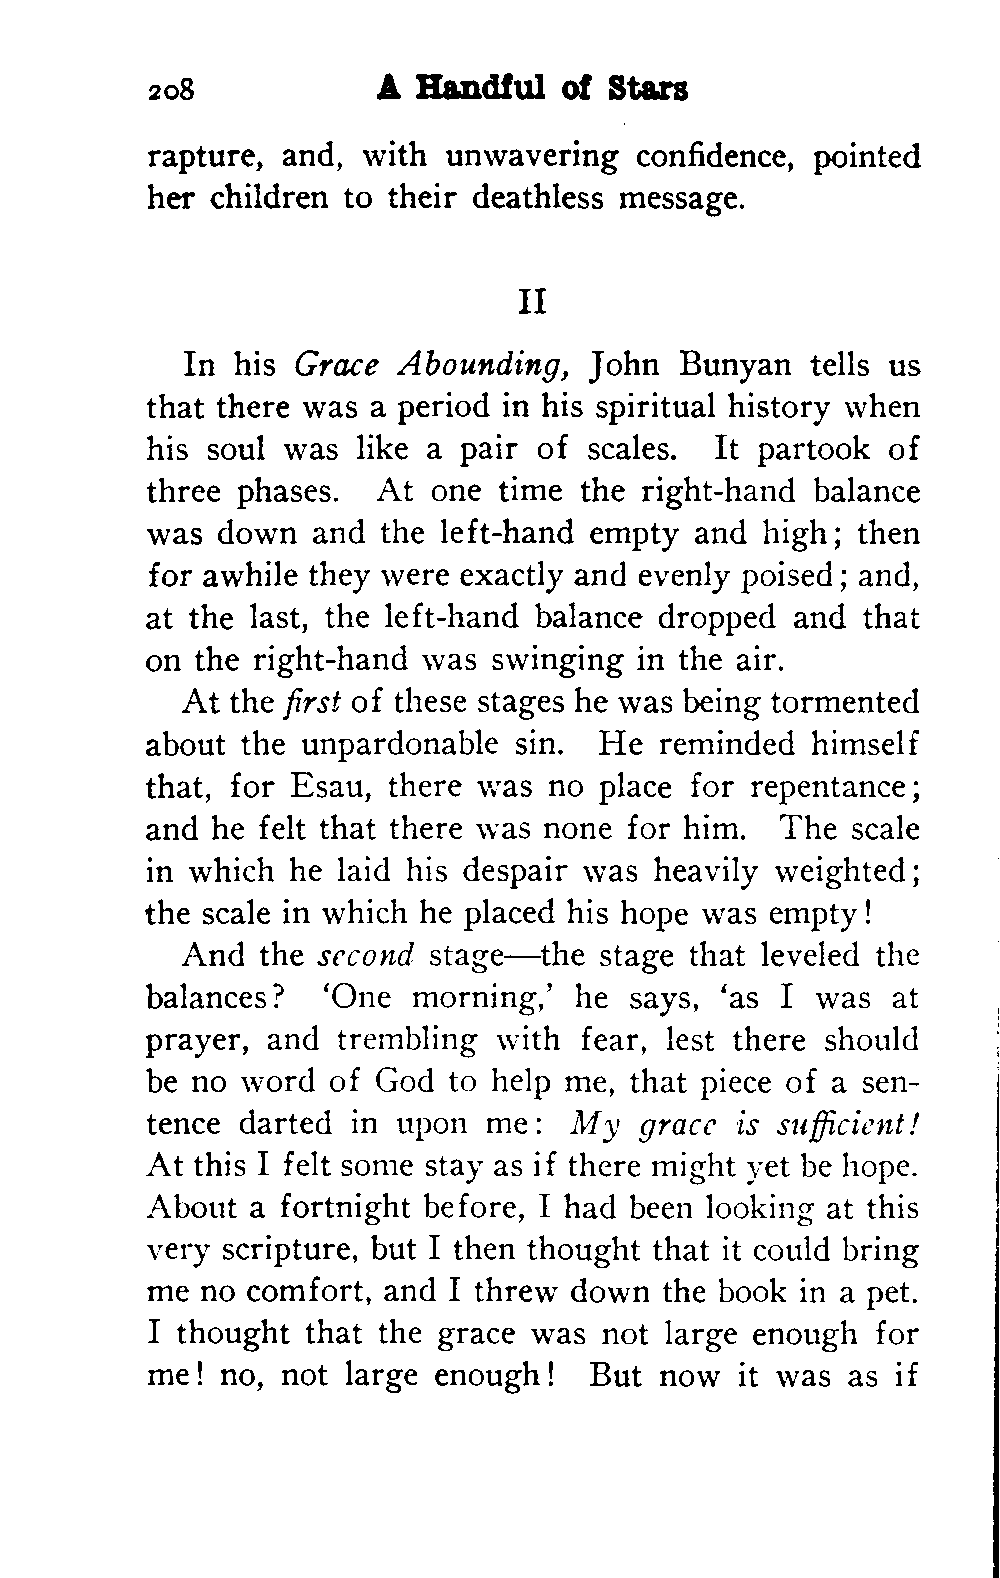 208 A Handful of Stars
rapture, and, with unwavering confidence, pointed
her children to their deathless message.
II
In his Grace Abounding, John Bunyan tells us
that there was a period in his spiritual history when
his soul was like a pair of scales. It partook of
three phases. At one time the right-hand balance
was down and the left-hand empty and high; then
for awhile they were exactly and evenly poised; and,
at the last, the left-hand balance dropped and that
on the right-hand was swinging in the air.
At the first of these stages he was being tormented
about the unpardonable sin. He reminded himself
that, for Esau, there was no place for repentance;
and he felt that there was none for him. The scale
in which he laid his despair was heavily weighted;
the scale in which he placed his hope was empty!
And the second stage—the stage that leveled the
balances? ‘One morning,’ he says, ‘as I was at
prayer, and trembling with fear, lest there should
be no word of God to help me, that piece of a sen-
tence darted in upon me: My grace is sufficient!
At this I felt some stay as if there might yet be hope.
About a fortnight before, I had been looking at this
very scripture, but I then thought that it could bring
me no comfort, and I threw down the book in a pet.
I thought that the grace was not large enough for
me! no, not large enough! But now it was as if